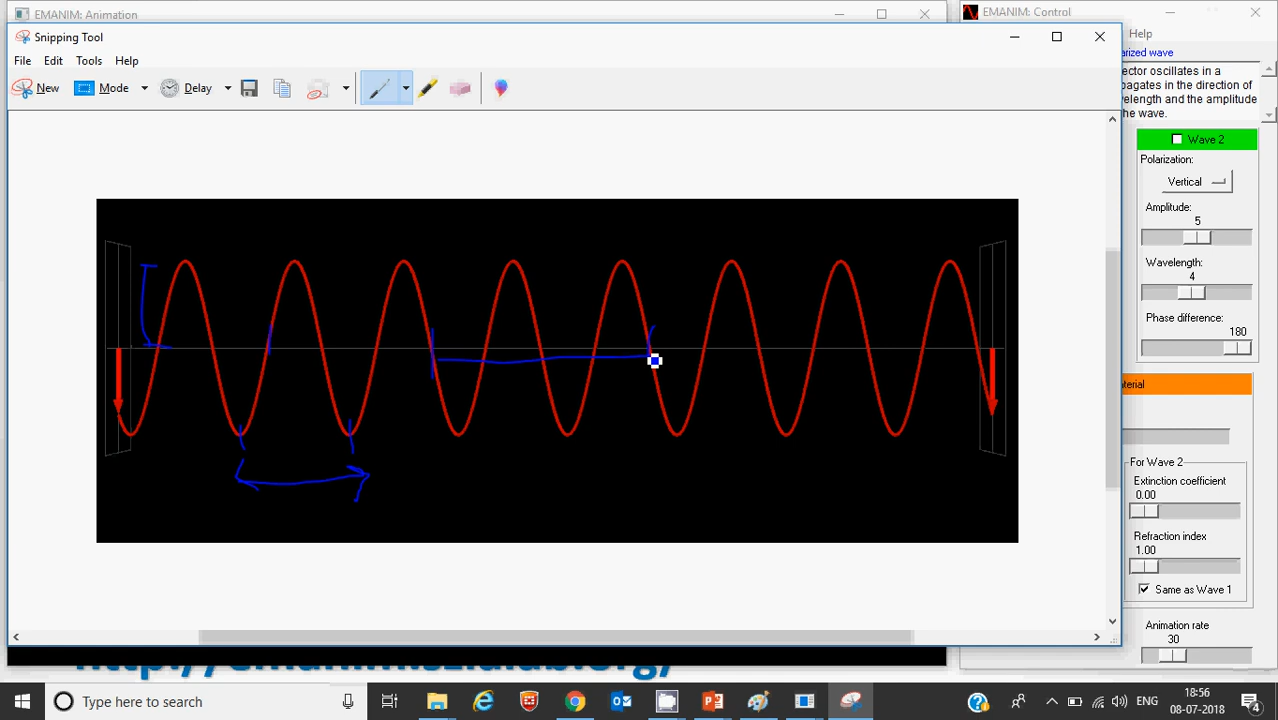 EMANIM: Animation
EMANIM: Control
Snipping Tool
Help
File Edit Tools Help
New Mode Delay
arized wave
ector oscillates in a
pagates in the direction of
velength and the amplitude
he wave.
Wave 2
Polarization:
Vertical
Amplitude:
5
Wavelength:
4
Phase difference:
180
terial
For Wave 2
Extinction coefficient
0.00
Refraction index
1.00
Same as Wave 1
Animation rate
30
Type here to search
ENG
18:56
08-07-2018
4